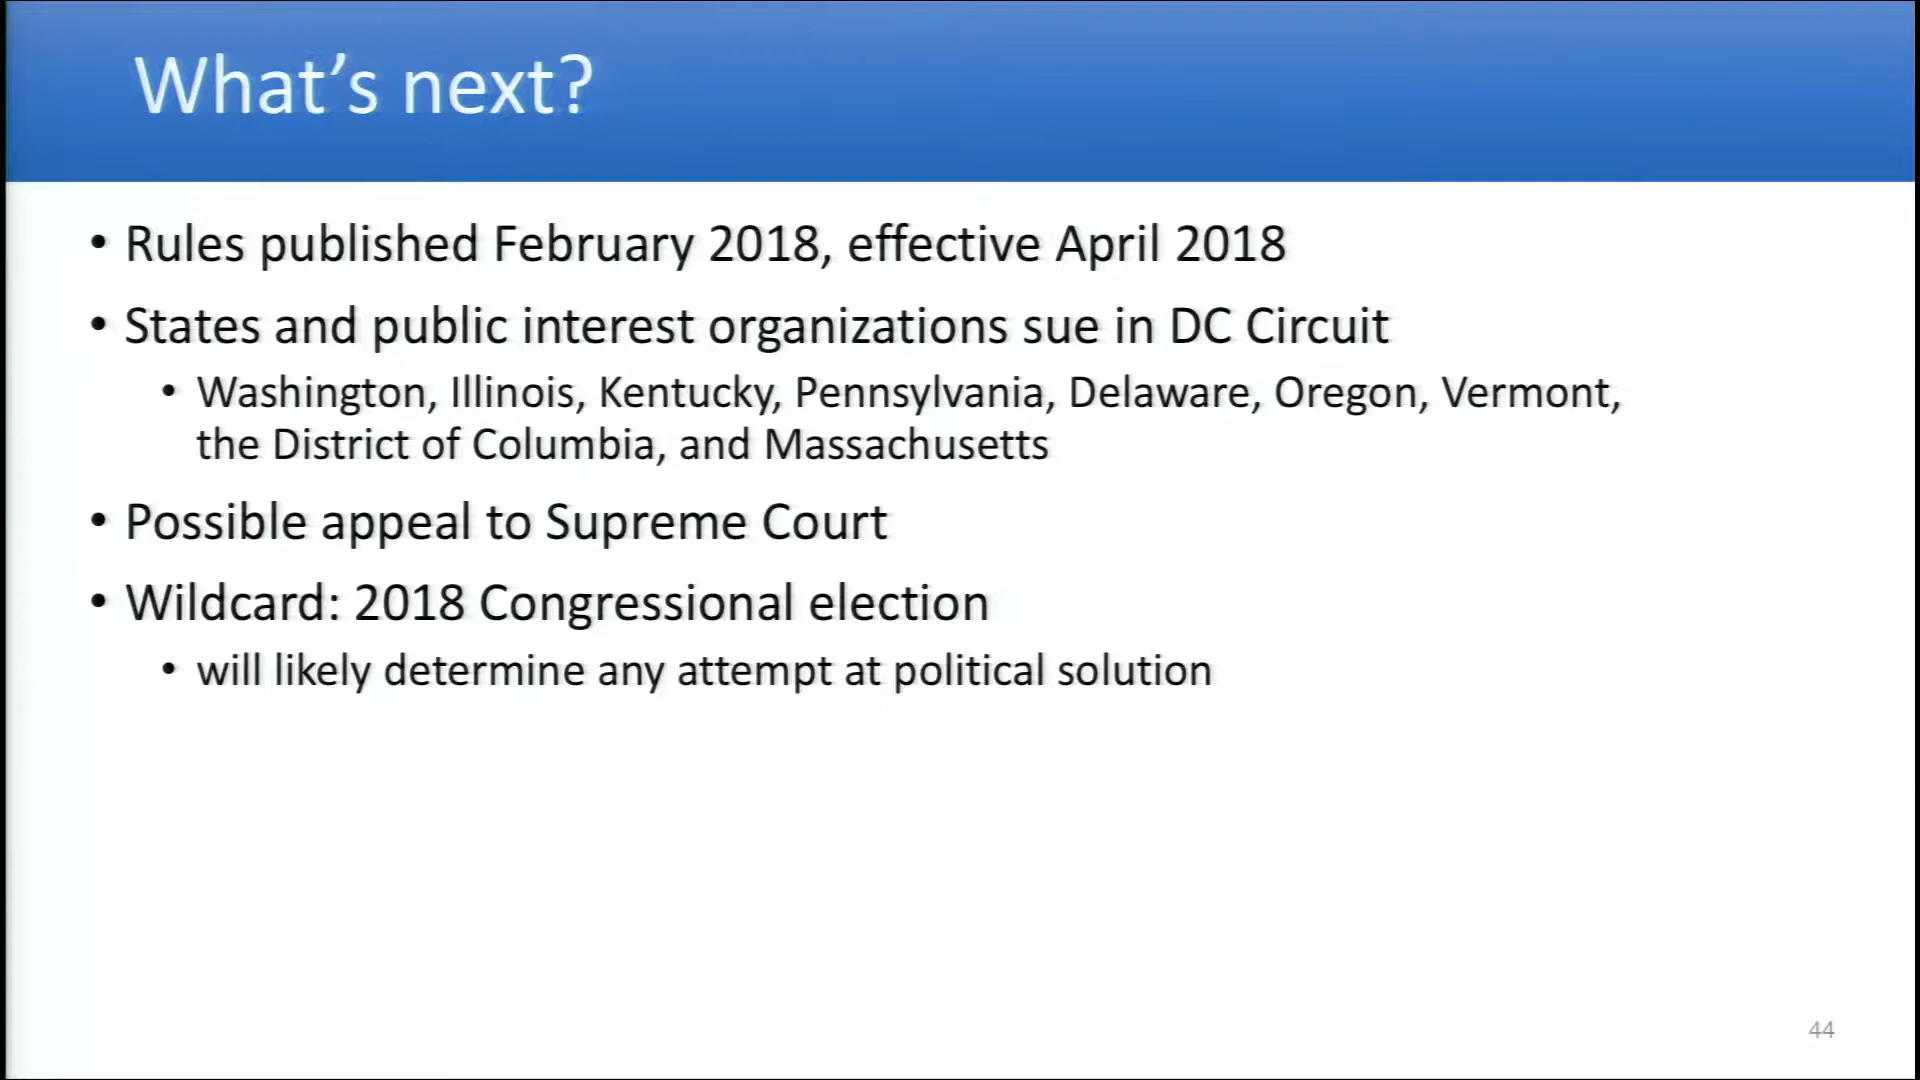 What's next?
• Rules published February 2018, effective April 2018
• States and public interest organizations sue in DC Circuit
• Washington, Illinois, Kentucky, Pennsylvania, Delaware, Oregon, Vermont,
the District of Columbia, and Massachusetts
• Possible appeal to Supreme Court
• Wildcard: 2018 Congressional election
• will likely determine any attempt at political solution
44